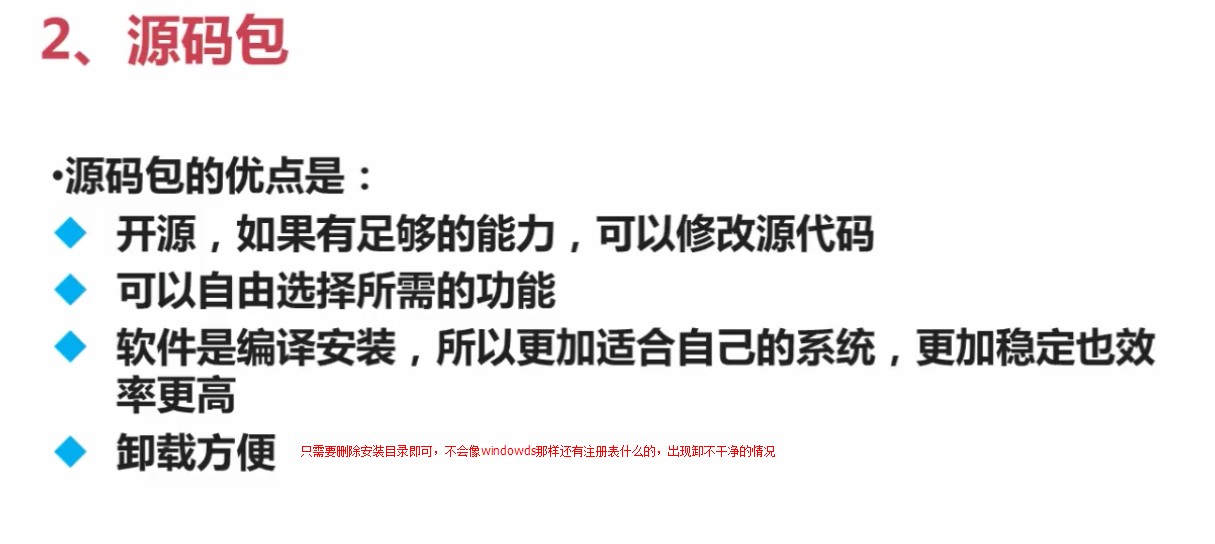 2、源码包
•源码包的优点是：
◆ 开源，如果有足够的能力，可以修改源代码
◆ 可以自由选择所需的功能
◆ 软件是编译安装，所以更加适合自己的系统，更加稳定也效
率更高
◆ 卸载方便 只需要删除安装目录即可，不会像windowds那样还有注册表什么的，出现卸不干净的情况